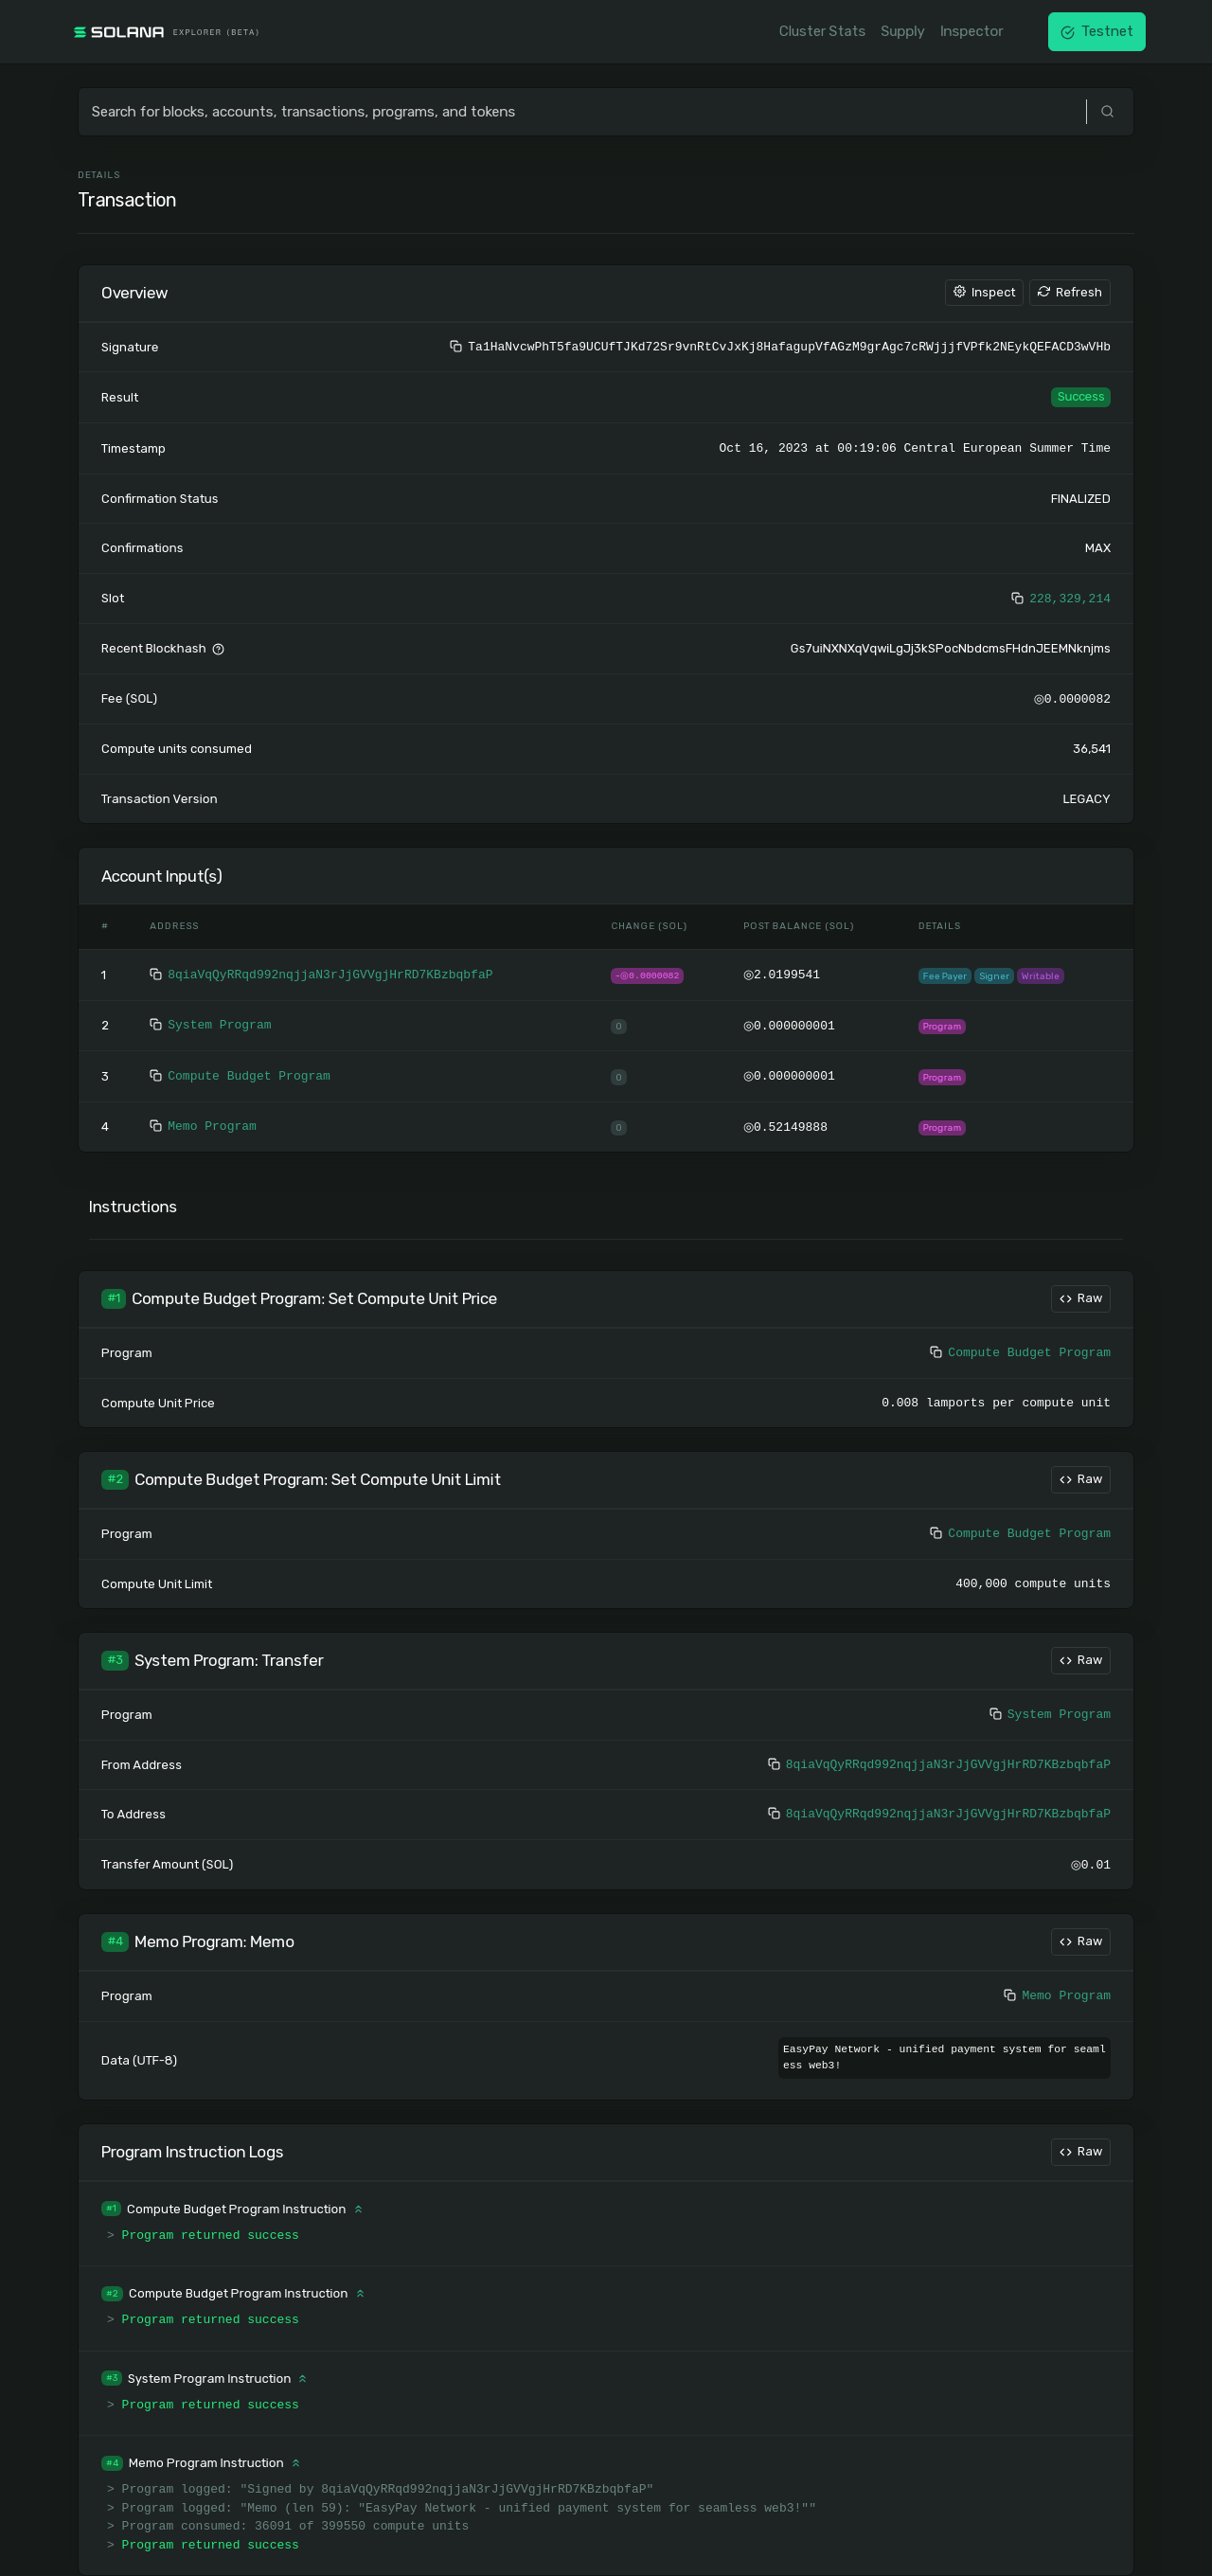 SOLANA EXPLORER (BETA)
Cluster Stats Supply Inspector Testnet
Search for blocks, accounts, transactions, programs, and tokens
DETAILS
Transaction
Overview Inspect Refresh
Signature Ta1HaNvcwPhT5fa9UCUfTJKd72Sr9vnRtCvJxKj8HafagupVfAGzM9grAgc7cRWjjjfVPfk2NEykQEFACD3wVHb
Result Success
Timestamp Oct 16, 2023 at 00:19:06 Central European Summer Time
Confirmation Status FINALIZED
Confirmations MAX
Slot 228,329,214
Recent Blockhash Gs7uiNXNXqVqwiLgJj3kSPocNbdcmsFHdnJEEMNknjms
Fee (SOL) ◎0.0000082
Compute units consumed 36,541
Transaction Version LEGACY
Account Input(s)
# ADDRESS CHANGE (SOL) POST BALANCE (SOL) DETAILS
1 8qiaVqQyRRqd992nqjjaN3rJjGVVgjHrRD7KBzbqbfaP -◎0.0000082 ◎2.0199541 Fee Payer Signer Writable
2 System Program 0 ◎0.000000001 Program
3 Compute Budget Program 0 ◎0.000000001 Program
4 Memo Program 0 ◎0.52149888 Program
Instructions
#1 Compute Budget Program: Set Compute Unit Price Raw
Program Compute Budget Program
Compute Unit Price 0.008 lamports per compute unit
#2 Compute Budget Program: Set Compute Unit Limit Raw
Program Compute Budget Program
Compute Unit Limit 400,000 compute units
#3 System Program: Transfer Raw
Program System Program
From Address 8qiaVqQyRRqd992nqjjaN3rJjGVVgjHrRD7KBzbqbfaP
To Address 8qiaVqQyRRqd992nqjjaN3rJjGVVgjHrRD7KBzbqbfaP
Transfer Amount (SOL) ◎0.01
#4 Memo Program: Memo Raw
Program Memo Program
Data (UTF-8) EasyPay Network - unified payment system for seaml
ess web3!
Program Instruction Logs Raw
#1 Compute Budget Program Instruction
> Program returned success
#2 Compute Budget Program Instruction
> Program returned success
#3 System Program Instruction
> Program returned success
#4 Memo Program Instruction
> Program logged: "Signed by 8qiaVqQyRRqd992nqjjaN3rJjGVVgjHrRD7KBzbqbfaP"
> Program logged: "Memo (len 59): "EasyPay Network - unified payment system for seamless web3!""
> Program consumed: 36091 of 399550 compute units
> Program returned success